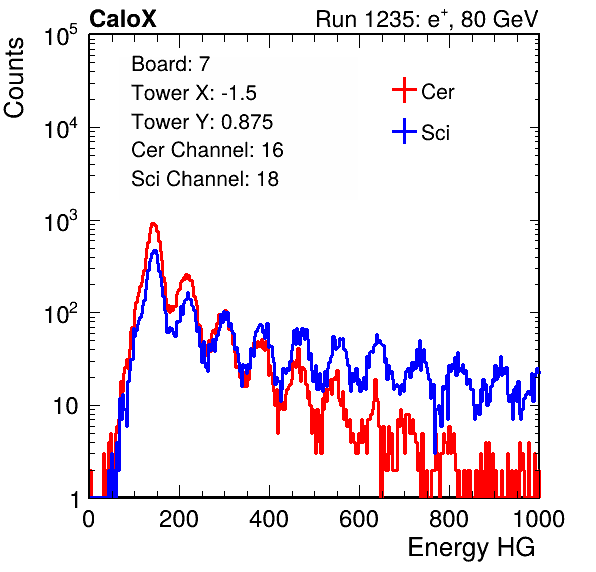 CaloX Run 1235: e⁺, 80 GeV
Counts
Board: 7
Tower X: -1.5
Tower Y: 0.875
Cer Channel: 16
Sci Channel: 18
Cer
Sci
10⁵
10⁴
10³
10²
10
1
0 200 400 600 800 1000
Energy HG